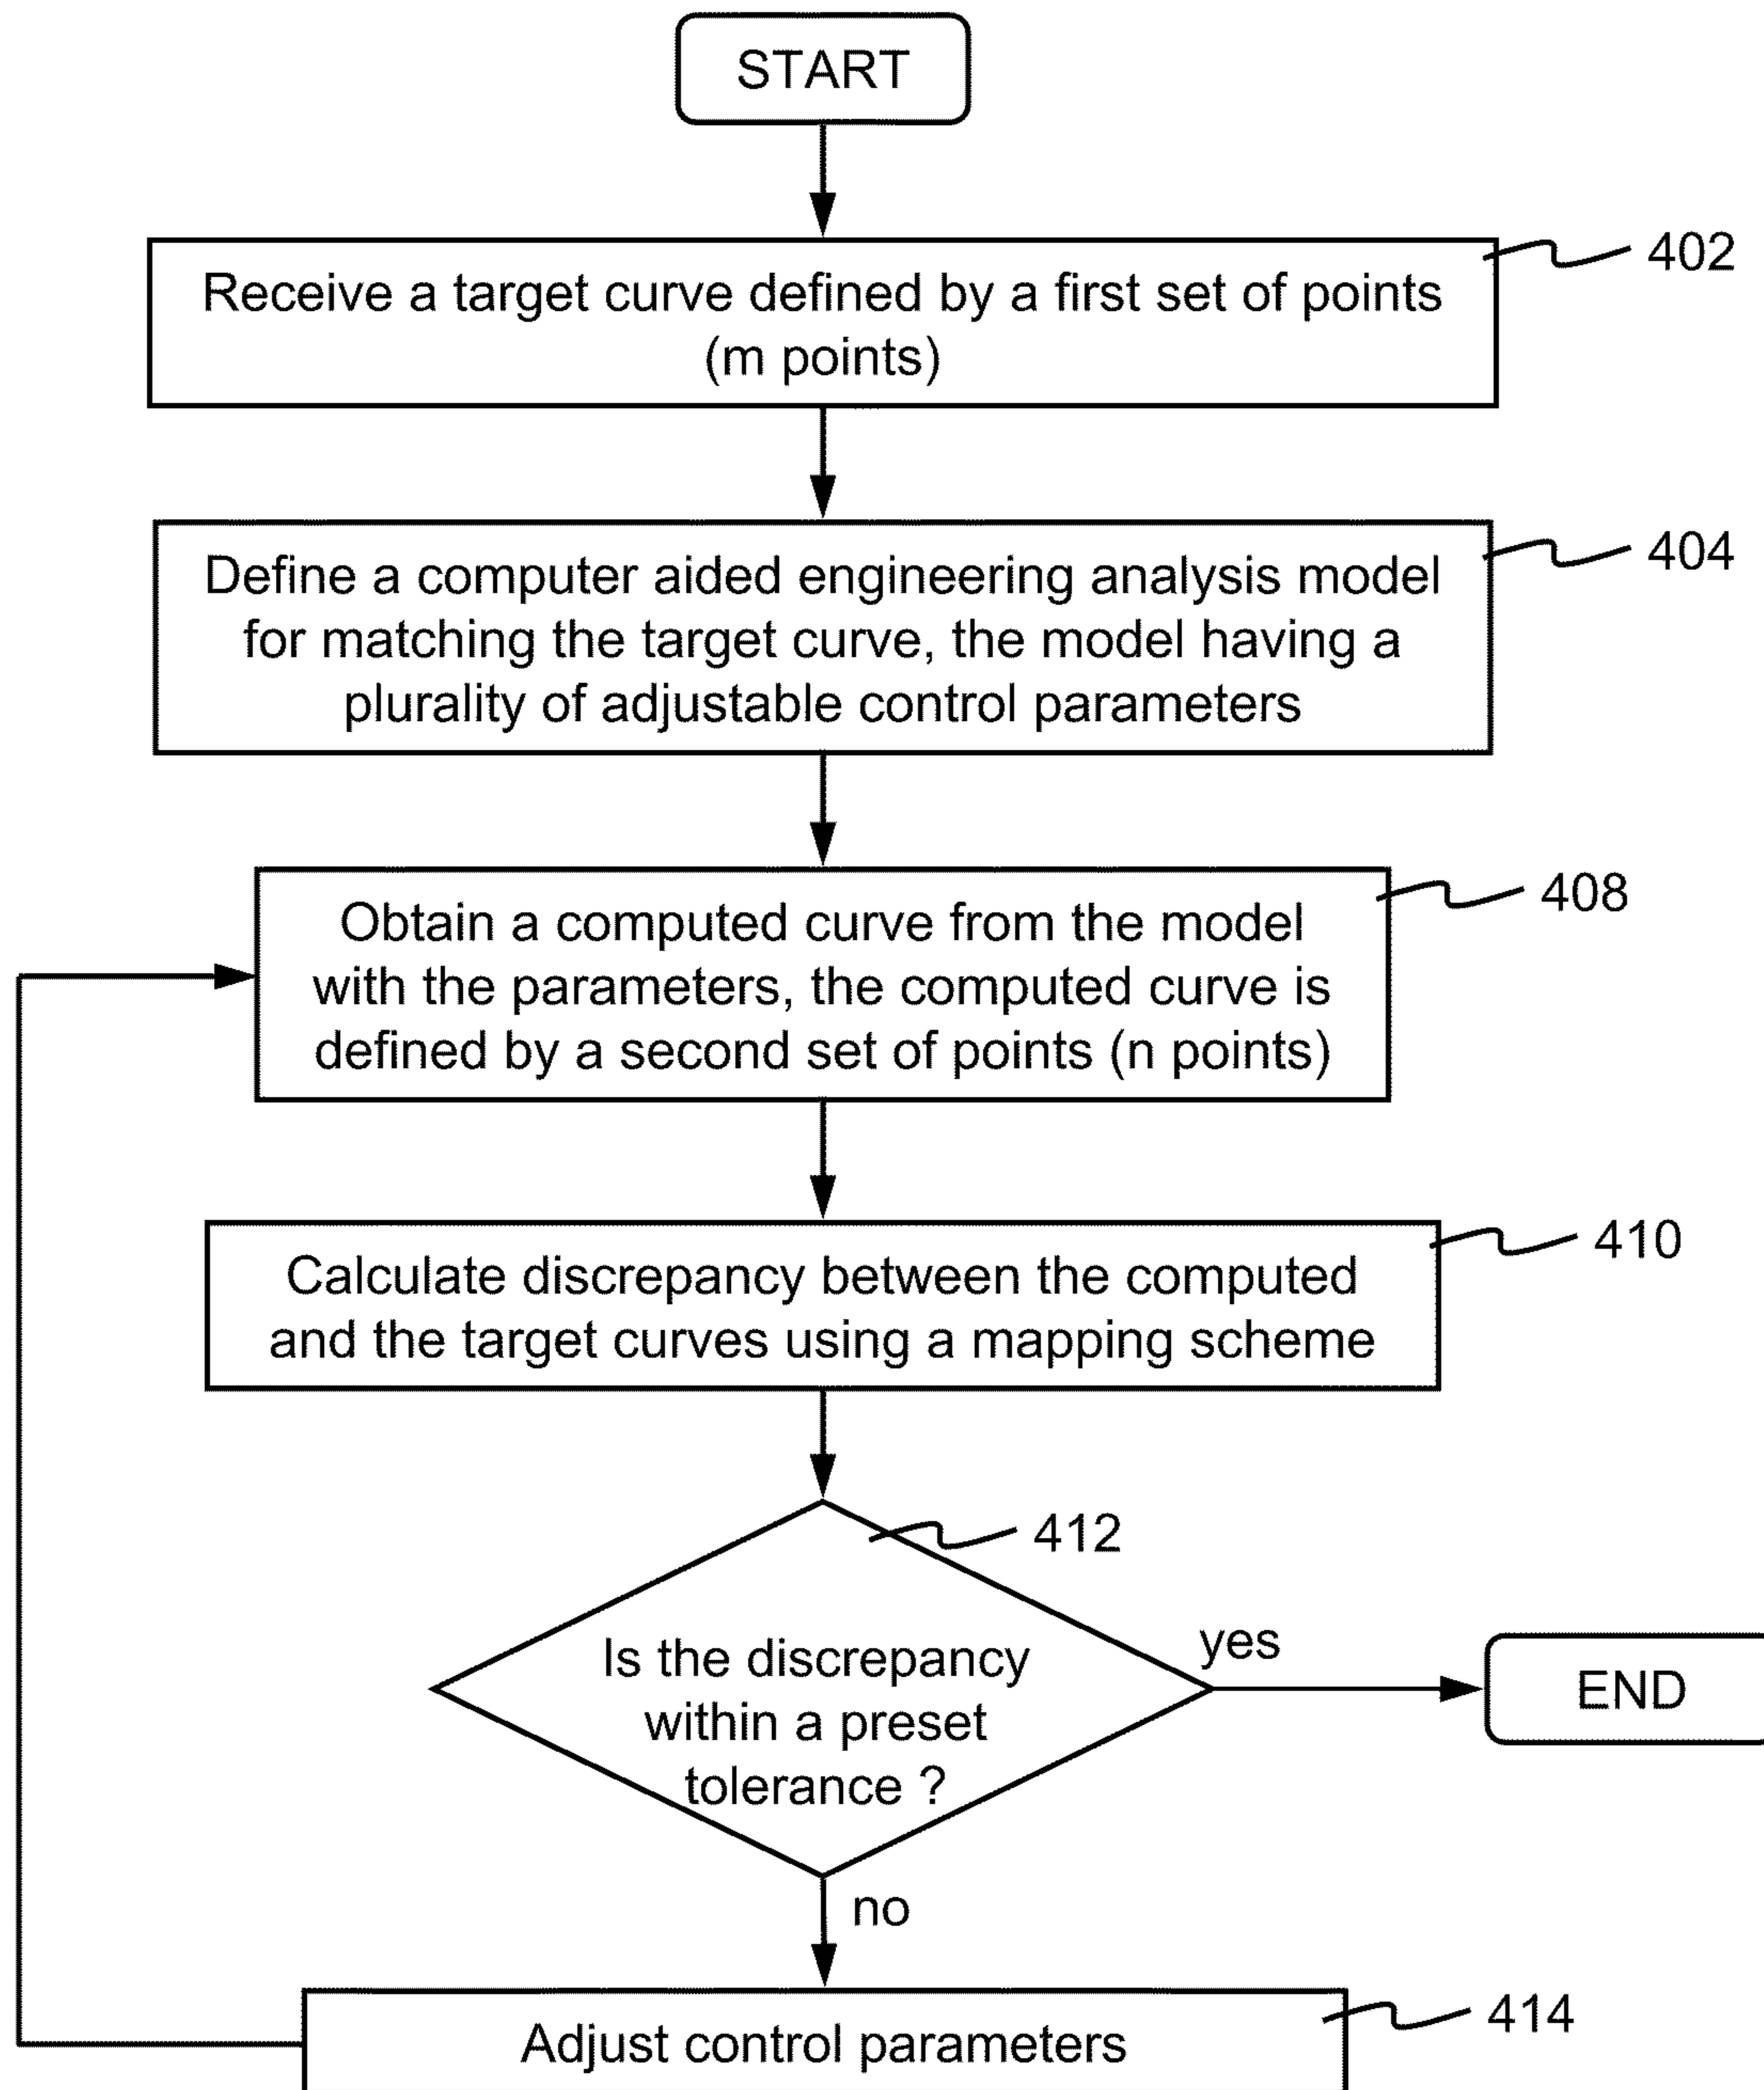 START
402
Receive a target curve defined by a first set of points
(m points)
404
Define a computer aided engineering analysis model
for matching the target curve, the model having a
plurality of adjustable control parameters
408
Obtain a computed curve from the model
with the parameters, the computed curve is
defined by a second set of points (n points)
410
Calculate discrepancy between the computed
and the target curves using a mapping scheme
412
Is the discrepancy
within a preset
tolerance ?
yes
END
no
414
Adjust control parameters